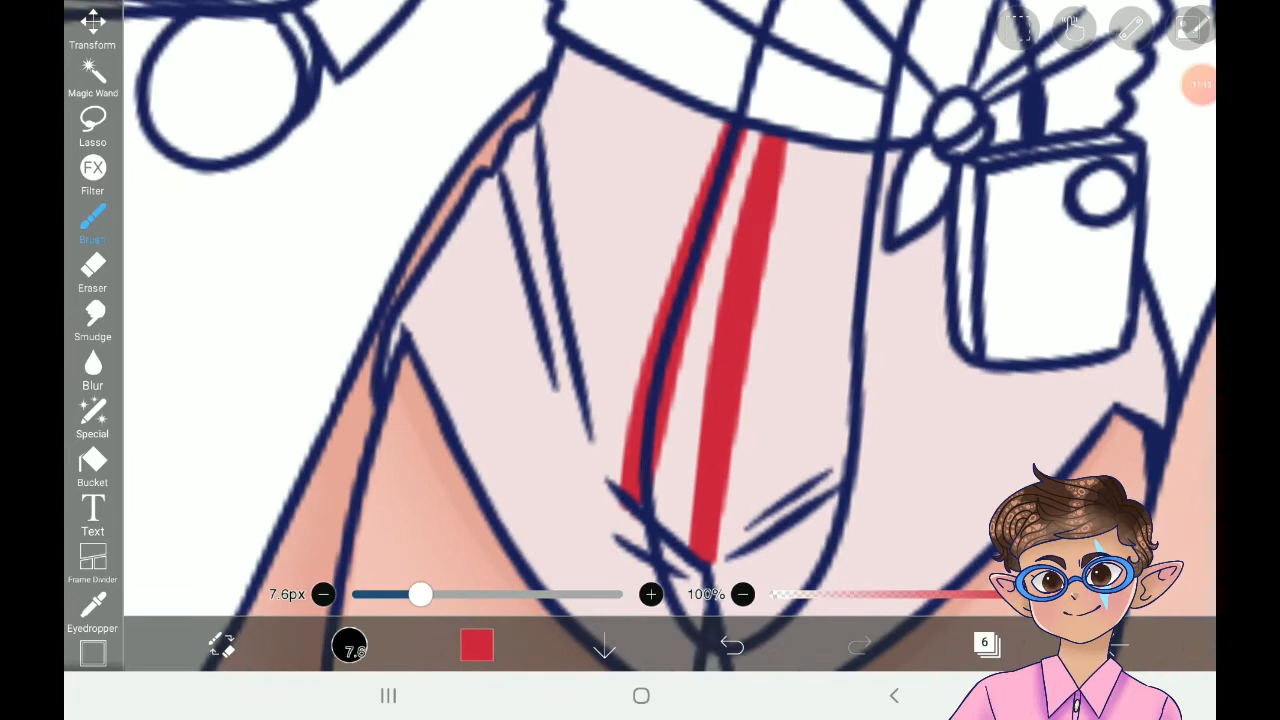 Transform
Magic Wand
Lasso
FX
Filter
Brush
Eraser
Smudge
Blur
Special
Bucket
T
Text
Frame Divider
Eyedropper
7.6px
100%
7.6
6